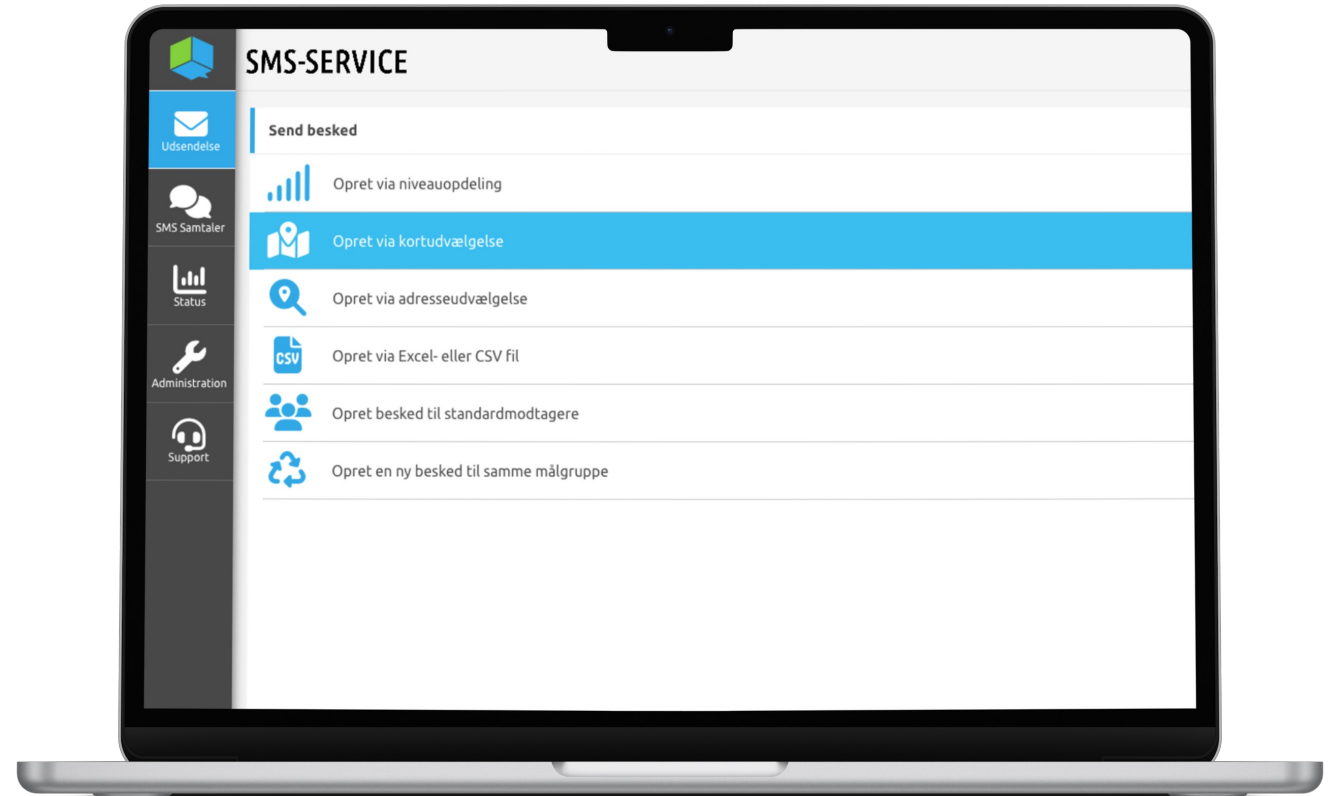 SMS-SERVICE
Udsendelse
SMS Samtaler
Status
Administration
Support
Send besked
Opret via niveauopdeling
Opret via kortudvælgelse
Opret via adresseudvælgelse
CSV
Opret via Excel- eller CSV fil
Opret besked til standardmodtagere
Opret en ny besked til samme målgruppe